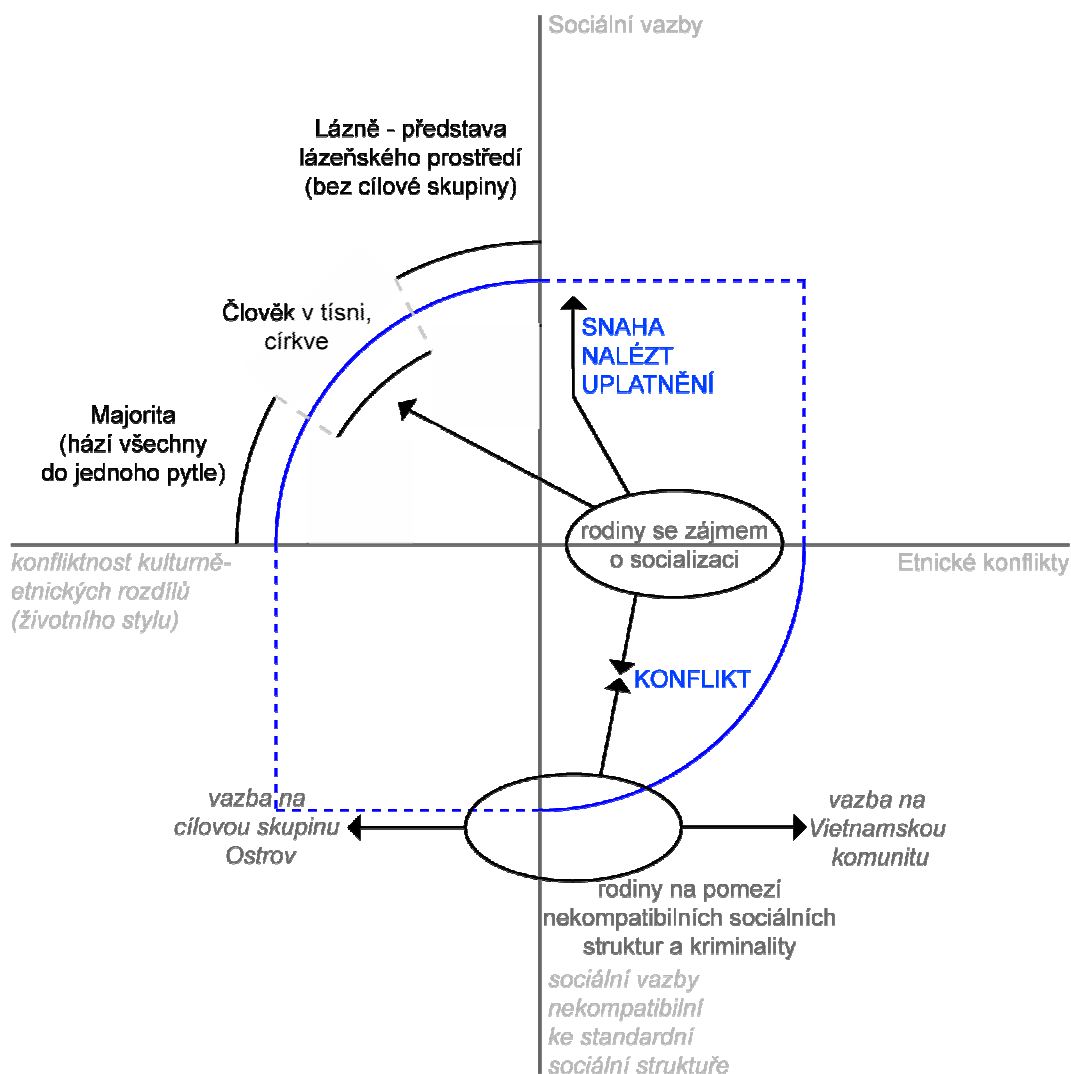 Sociální vazby
Lázně - představa
lázeňského prostředí
(bez cílové skupiny)
Člověk v tísni,
církve
SNAHA
NALÉZT
UPLATNĚNÍ
Majorita
(hází všechny
do jednoho pytle)
rodiny se zájmem
o socializaci
konfliktnost kulturně-
etnických rozdílů
(životního stylu)
Etnické konflikty
KONFLIKT
vazba na
cílovou skupinu
Ostrov
vazba na
Vietnamskou
komunitu
rodiny na pomezí
nekompatibilních sociálních
struktur a kriminality
sociální vazby
nekompatibilní
ke standardní
sociální struktuře